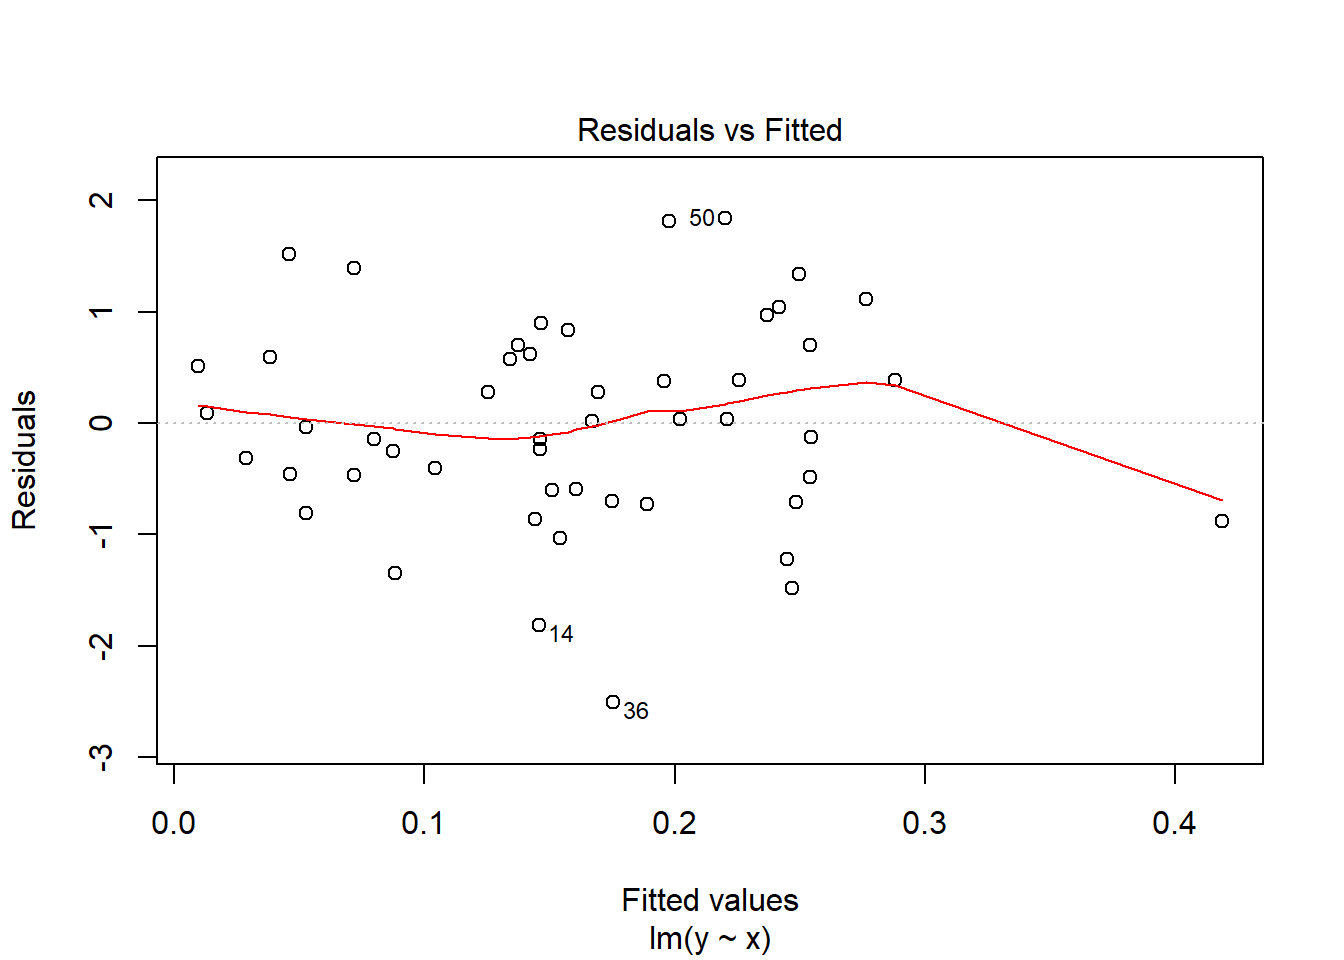 Residuals vs Fitted
Residuals
2
1
0
-1
-2
-3
50
14
36
0.0 0.1 0.2 0.3 0.4
Fitted values
lm(y ~ x)